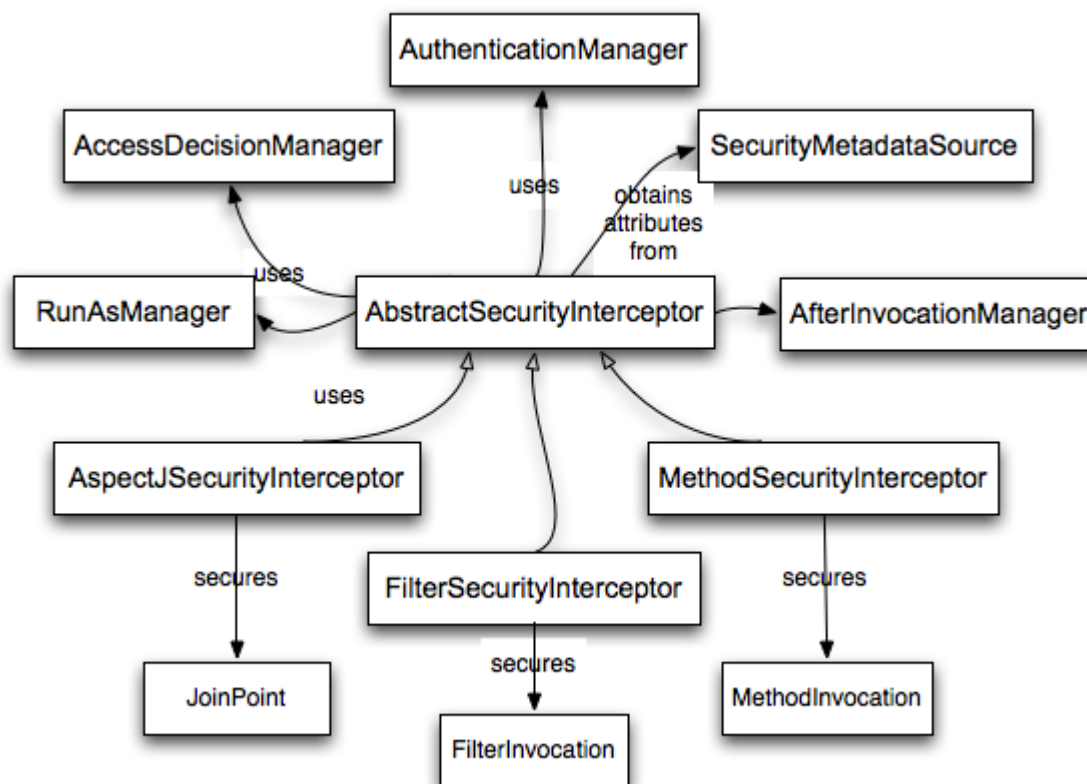 AuthenticationManager
AccessDecisionManager
SecurityMetadataSource
uses
obtains
attributes
from
uses
RunAsManager
AbstractSecurityInterceptor
AfterInvocationManager
uses
AspectJSecurityInterceptor
MethodSecurityInterceptor
secures
FilterSecurityInterceptor
secures
secures
JoinPoint
MethodInvocation
FilterInvocation